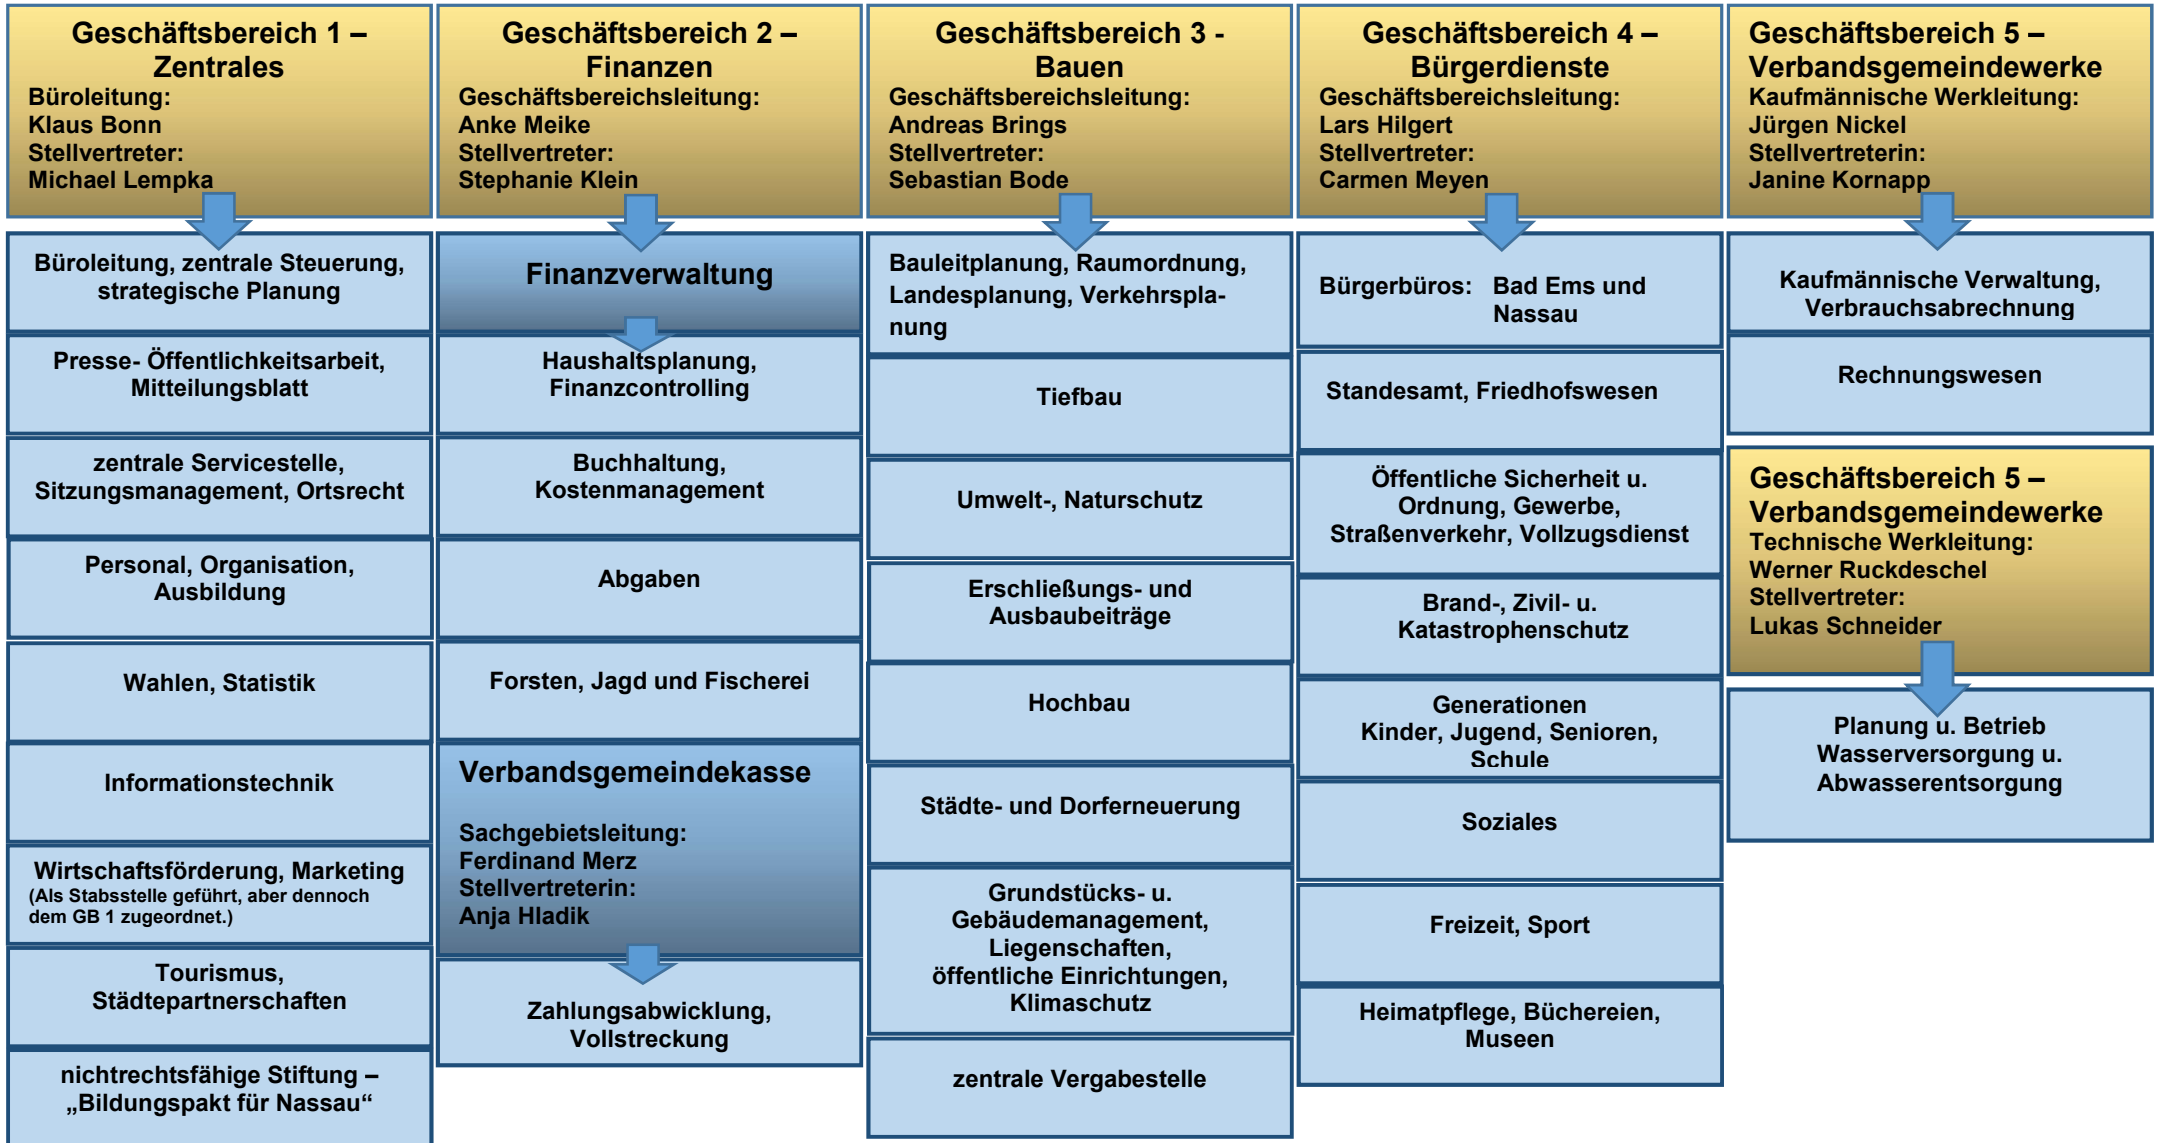 Geschäftsbereich 1 –
Zentrales
Büroleitung:
Klaus Bonn
Stellvertreter:
Michael Lempka
Büroleitung, zentrale Steuerung,
strategische Planung
Presse- Öffentlichkeitsarbeit,
Mitteilungsblatt
zentrale Servicestelle,
Sitzungsmanagement, Ortsrecht
Personal, Organisation,
Ausbildung
Wahlen, Statistik
Informationstechnik
Wirtschaftsförderung, Marketing
(Als Stabsstelle geführt, aber dennoch
dem GB 1 zugeordnet.)
Tourismus,
Städtepartnerschaften
nichtrechtsfähige Stiftung –
„Bildungspakt für Nassau“
Geschäftsbereich 2 –
Finanzen
Geschäftsbereichsleitung:
Anke Meike
Stellvertreter:
Stephanie Klein
Finanzverwaltung
Haushaltsplanung,
Finanzcontrolling
Buchhaltung,
Kostenmanagement
Abgaben
Forsten, Jagd und Fischerei
Verbandsgemeindekasse
Sachgebietsleitung:
Ferdinand Merz
Stellvertreterin:
Anja Hladik
Zahlungsabwicklung,
Vollstreckung
Geschäftsbereich 3 -
Bauen
Geschäftsbereichsleitung:
Andreas Brings
Stellvertreter:
Sebastian Bode
Bauleitplanung, Raumordnung,
Landesplanung, Verkehrspla-
nung
Tiefbau
Umwelt-, Naturschutz
Erschließungs- und
Ausbaubeiträge
Hochbau
Städte- und Dorferneuerung
Grundstücks- u.
Gebäudemanagement,
Liegenschaften,
öffentliche Einrichtungen,
Klimaschutz
zentrale Vergabestelle
Geschäftsbereich 4 –
Bürgerdienste
Geschäftsbereichsleitung:
Lars Hilgert
Stellvertreter:
Carmen Meyen
Bürgerbüros: Bad Ems und
Nassau
Standesamt, Friedhofswesen
Öffentliche Sicherheit u.
Ordnung, Gewerbe,
Straßenverkehr, Vollzugsdienst
Brand-, Zivil- u.
Katastrophenschutz
Generationen
Kinder, Jugend, Senioren,
Schule
Soziales
Freizeit, Sport
Heimatpflege, Büchereien,
Museen
Geschäftsbereich 5 –
Verbandsgemeindewerke
Kaufmännische Werkleitung:
Jürgen Nickel
Stellvertreterin:
Janine Kornapp
Kaufmännische Verwaltung,
Verbrauchsabrechnung
Rechnungswesen
Geschäftsbereich 5 –
Verbandsgemeindewerke
Technische Werkleitung:
Werner Ruckdeschel
Stellvertreter:
Lukas Schneider
Planung u. Betrieb
Wasserversorgung u.
Abwasserentsorgung